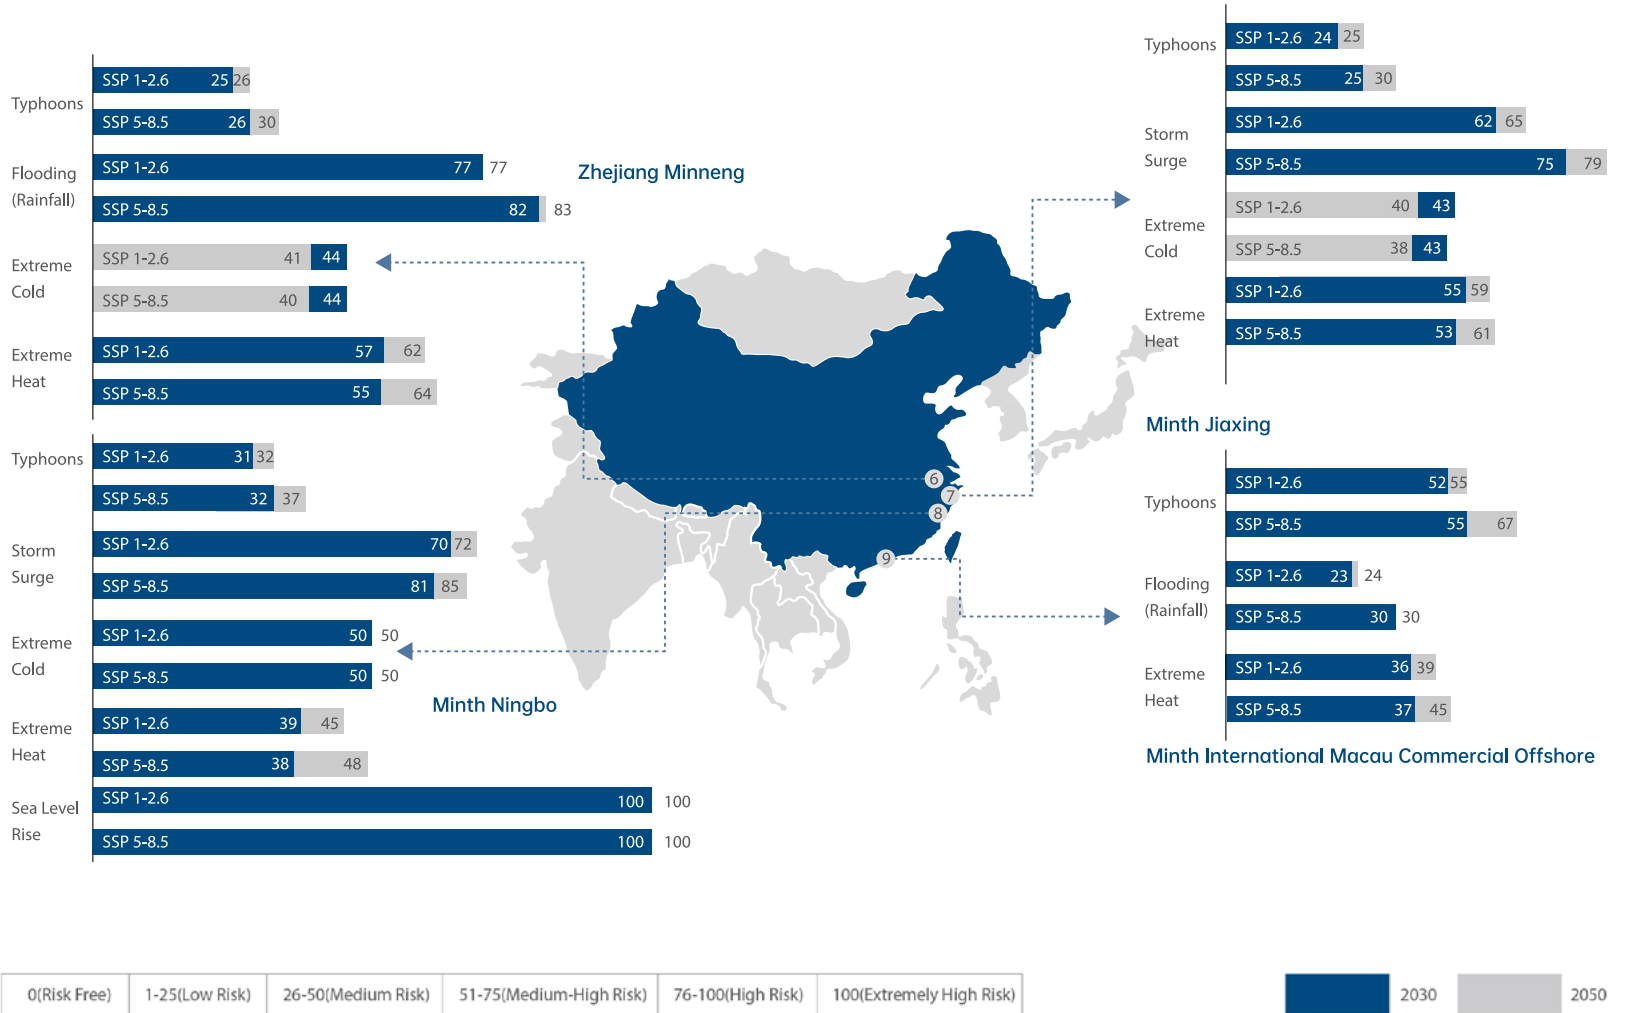 Typhoons
SSP 1-2.6 25 26
SSP 5-8.5 26 30
Flooding
(Rainfall)
SSP 1-2.6 77 77
SSP 5-8.5 82 83
Extreme
Cold
SSP 1-2.6 41 44
SSP 5-8.5 40 44
Extreme
Heat
SSP 1-2.6 57 62
SSP 5-8.5 55 64
Zhejiang Minneng
Typhoons
SSP 1-2.6 31 32
SSP 5-8.5 32 37
Storm
Surge
SSP 1-2.6 70 72
SSP 5-8.5 81 85
Extreme
Cold
SSP 1-2.6 50 50
SSP 5-8.5 50 50
Extreme
Heat
SSP 1-2.6 39 45
SSP 5-8.5 38 48
Sea Level
Rise
SSP 1-2.6 100 100
SSP 5-8.5 100 100
Minth Ningbo
6
7
8
9
Typhoons
SSP 1-2.6 24 25
SSP 5-8.5 25 30
Storm
Surge
SSP 1-2.6 62 65
SSP 5-8.5 75 79
Extreme
Cold
SSP 1-2.6 40 43
SSP 5-8.5 38 43
Extreme
Heat
SSP 1-2.6 55 59
SSP 5-8.5 53 61
Minth Jiaxing
Typhoons
SSP 1-2.6 52 55
SSP 5-8.5 55 67
Flooding
(Rainfall)
SSP 1-2.6 23 24
SSP 5-8.5 30 30
Extreme
Heat
SSP 1-2.6 36 39
SSP 5-8.5 37 45
Minth International Macau Commercial Offshore
0(Risk Free) 1-25(Low Risk) 26-50(Medium Risk) 51-75(Medium-High Risk) 76-100(High Risk) 100(Extremely High Risk)
2030 2050